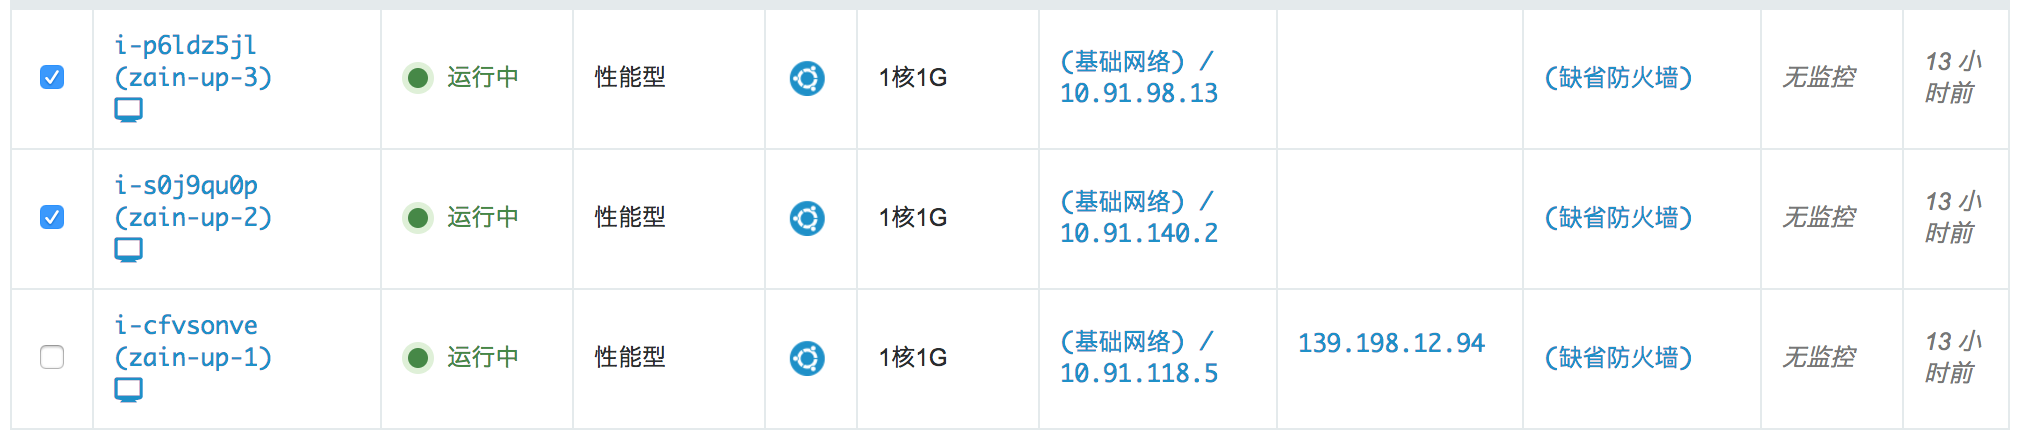 i-p6ldz5jl
(zain-up-3)
运行中
性能型
1核1G
(基础网络) /
10.91.98.13
(缺省防火墙)
无监控
13 小
时前
i-s0j9qu0p
(zain-up-2)
运行中
性能型
1核1G
(基础网络) /
10.91.140.2
(缺省防火墙)
无监控
13 小
时前
i-cfvsonve
(zain-up-1)
运行中
性能型
1核1G
(基础网络) /
10.91.118.5
139.198.12.94
(缺省防火墙)
无监控
13 小
时前